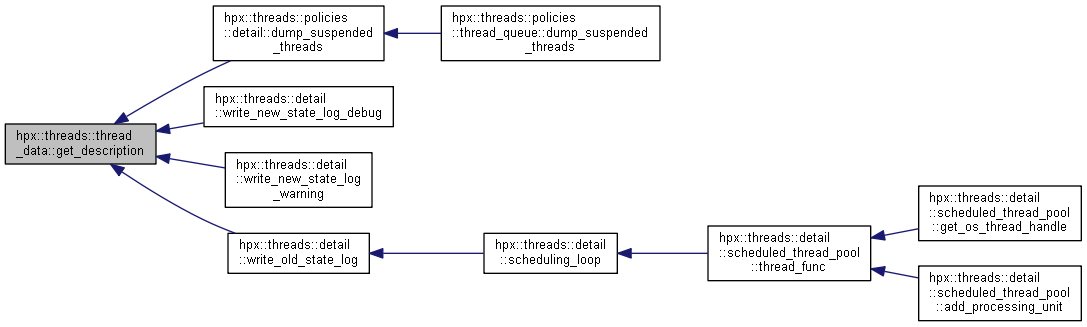 hpx::threads::policies
::detail::dump_suspended
_threads
hpx::threads::policies
::thread_queue::dump_suspended
_threads
hpx::threads::detail
::write_new_state_log_debug
hpx::threads::thread
_data::get_description
hpx::threads::detail
::write_new_state_log
_warning
hpx::threads::detail
::write_old_state_log
hpx::threads::detail
::scheduling_loop
hpx::threads::detail
::scheduled_thread_pool
::thread_func
hpx::threads::detail
::scheduled_thread_pool
::get_os_thread_handle
hpx::threads::detail
::scheduled_thread_pool
::add_processing_unit